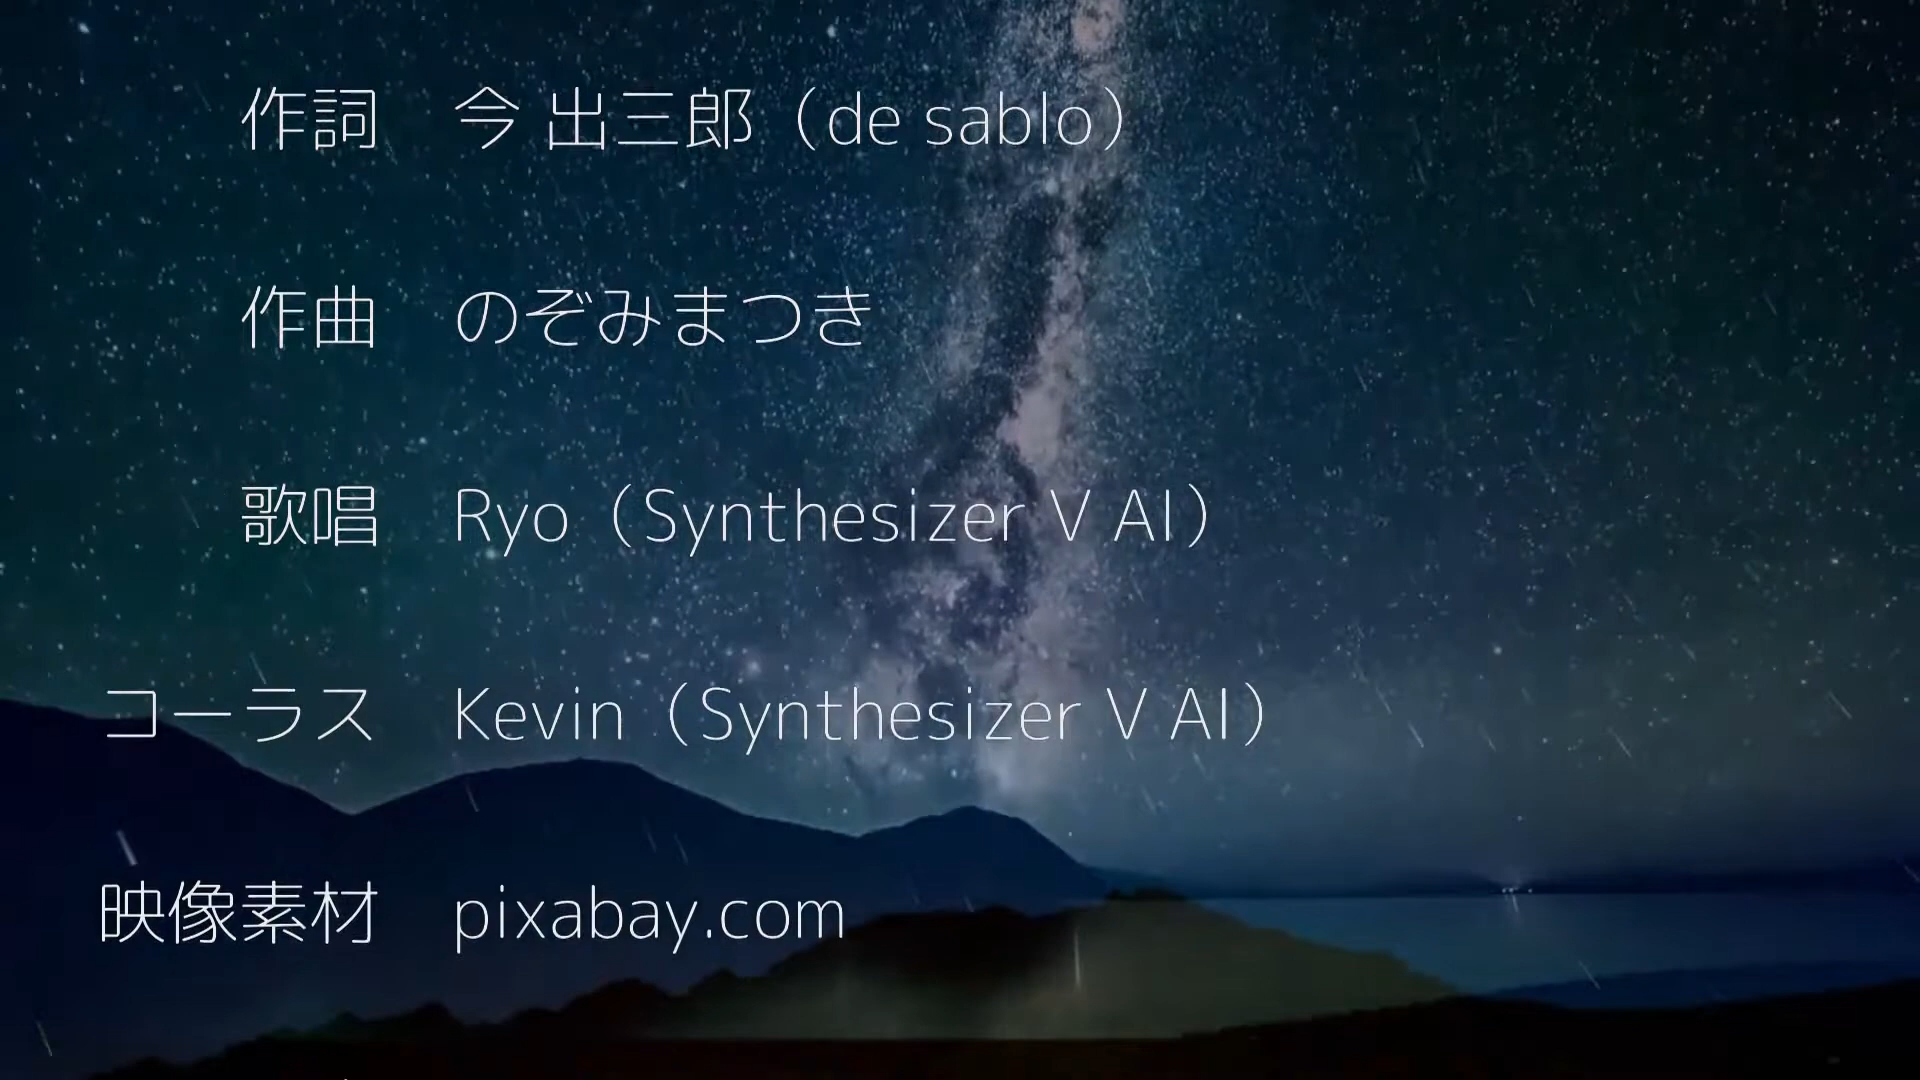 作詞　今 出三郎（de sablo）
作曲　のぞみまつき
歌唱　Ryo（Synthesizer V AI）
コーラス　Kevin（Synthesizer V AI）
映像素材　pixabay.com